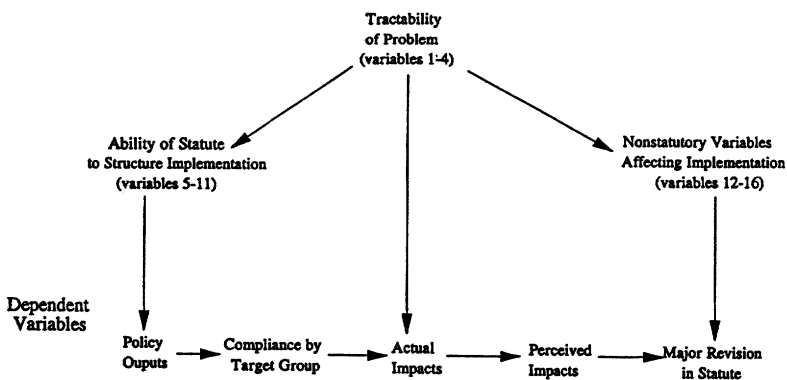 Tractability
of Problem
(variables 1-4)
Ability of Statute
to Structure Implementation
(variables 5-11)
Nonstatutory Variables
Affecting Implementation
(variables 12-16)
Dependent
Variables
Policy
Ouputs
Compliance by
Target Group
Actual
Impacts
Perceived
Impacts
Major Revision
in Statute